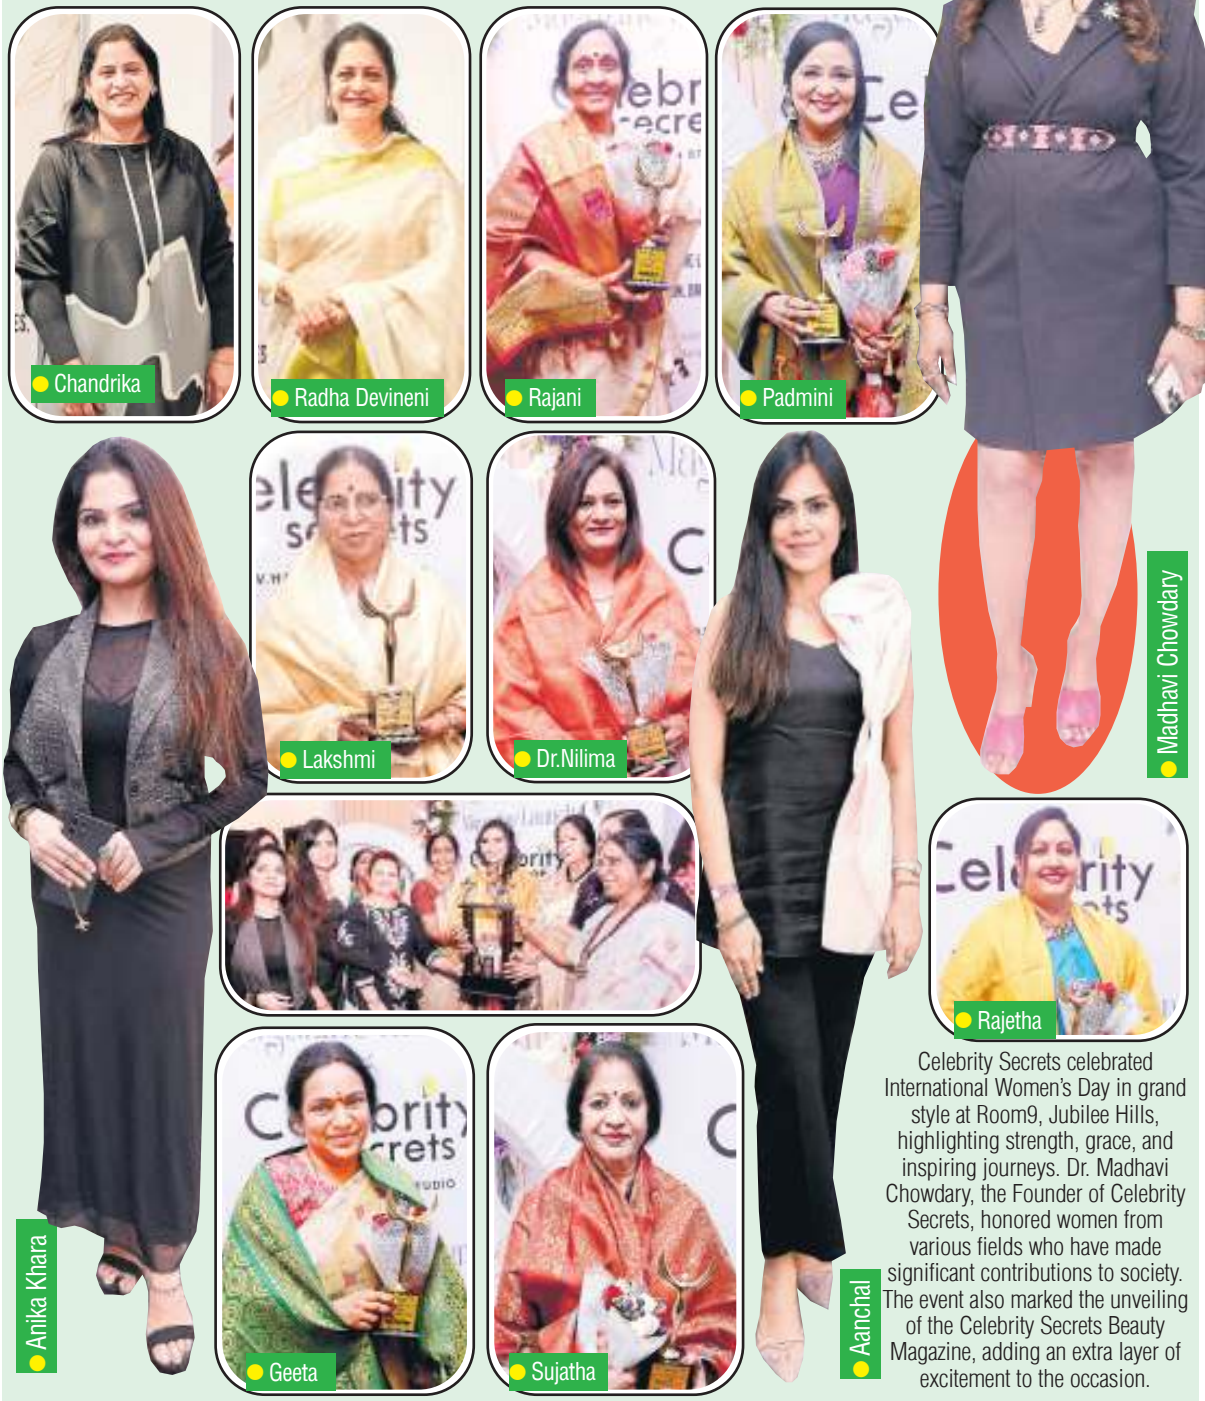 Chandrika
Radha Devineni
Rajani
Padmini
Madhavi Chowdary
Lakshmi
Dr.Nilima
Rajetha
Anika Khara
Geeta
Sujatha
Aanchal
Celebrity Secrets celebrated
International Women's Day in grand
style at Room9, Jubilee Hills,
highlighting strength, grace, and
inspiring journeys. Dr. Madhavi
Chowdary, the Founder of Celebrity
Secrets, honored women from
various fields who have made
significant contributions to society.
The event also marked the unveiling
of the Celebrity Secrets Beauty
Magazine, adding an extra layer of
excitement to the occasion.